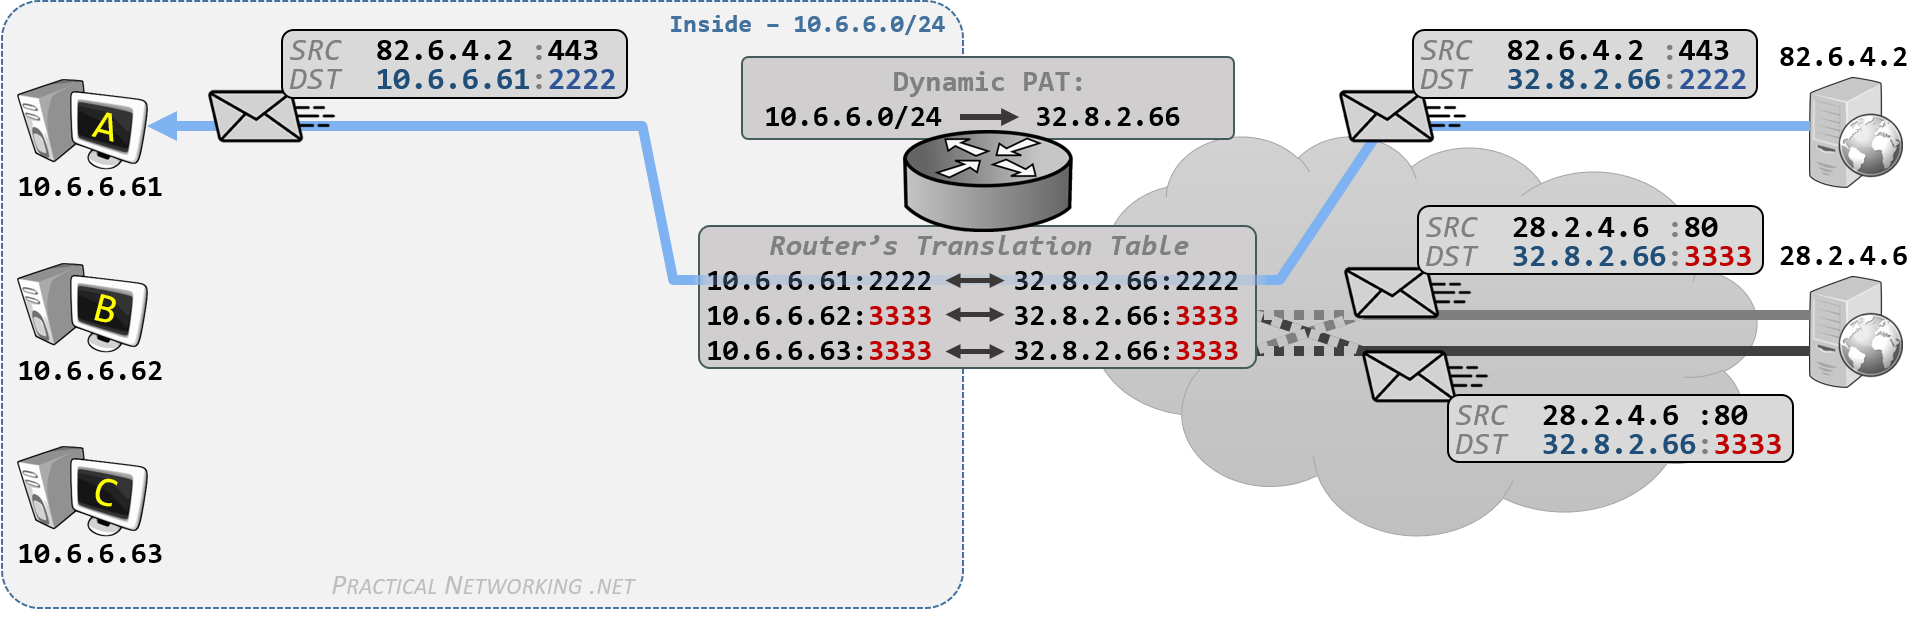 Inside – 10.6.6.0/24
SRC 82.6.4.2 :443
DST 10.6.6.61:2222
A
10.6.6.61
B
10.6.6.62
C
10.6.6.63
Dynamic PAT:
10.6.6.0/24 32.8.2.66
Router's Translation Table
10.6.6.61:2222 32.8.2.66:2222
10.6.6.62:3333 32.8.2.66:3333
10.6.6.63:3333 32.8.2.66:3333
SRC 82.6.4.2 :443
DST 32.8.2.66:2222
82.6.4.2
SRC 28.2.4.6 :80
DST 32.8.2.66:3333
28.2.4.6
SRC 28.2.4.6 :80
DST 32.8.2.66:3333
PRACTICAL NETWORKING .NET